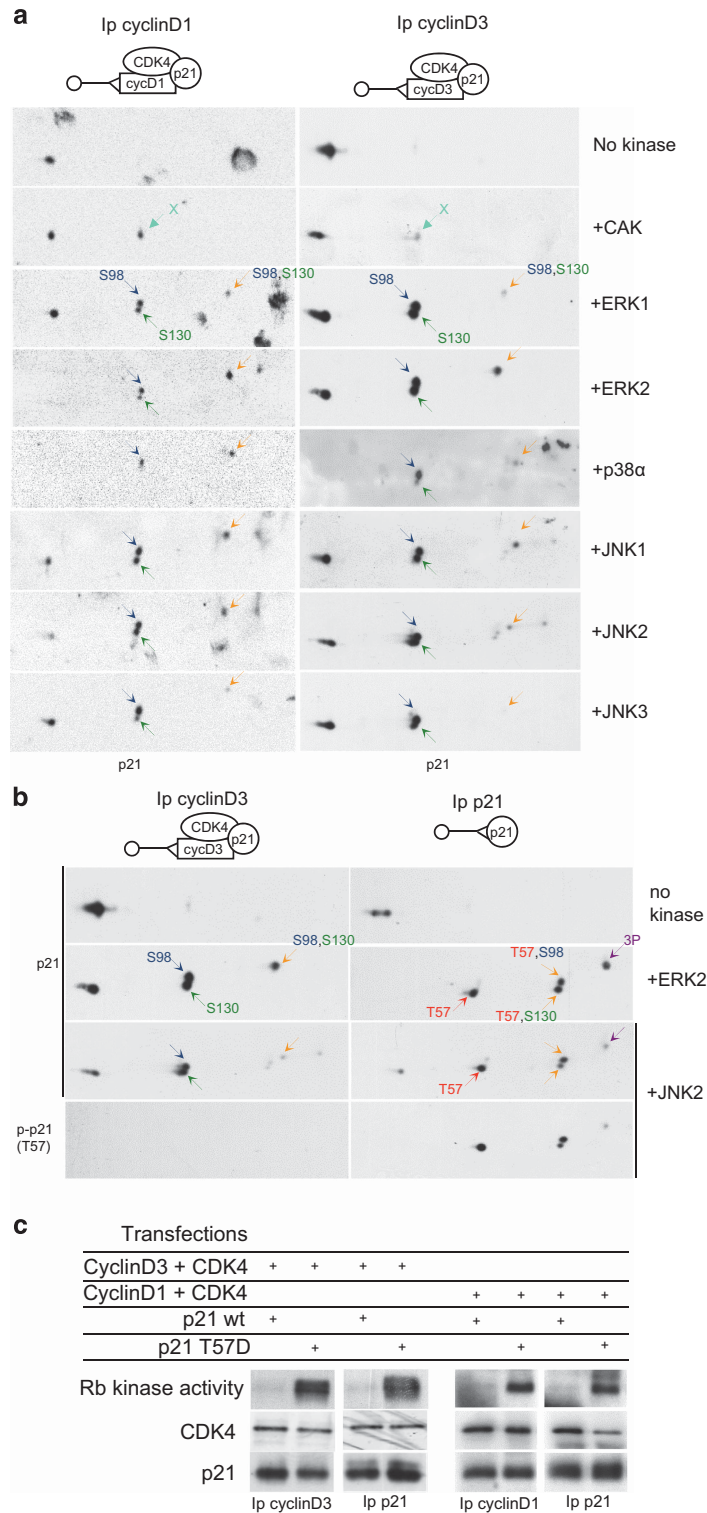 a
Ip cyclinD1
Ip cyclinD3
CDK4
cycD1
p21
CDK4
cycD3
p21
No kinase
X
X
+CAK
S98
S98,S130
S130
S98
S98,S130
S130
+ERK1
+ERK2
+p38α
+JNK1
+JNK2
+JNK3
p21
p21
b
Ip cyclinD3
Ip p21
CDK4
cycD3
p21
p21
no
kinase
p21
S98
S98,S130
S130
T57
T57,S98
T57,S130
3P
+ERK2
T57
+JNK2
p-p21
(T57)
c
Transfections
CyclinD3 + CDK4 + + + +
CyclinD1 + CDK4 + + + +
p21 wt + + + +
p21 T57D + + + +
Rb kinase activity
CDK4
p21
Ip cyclinD3 Ip p21 Ip cyclinD1 Ip p21